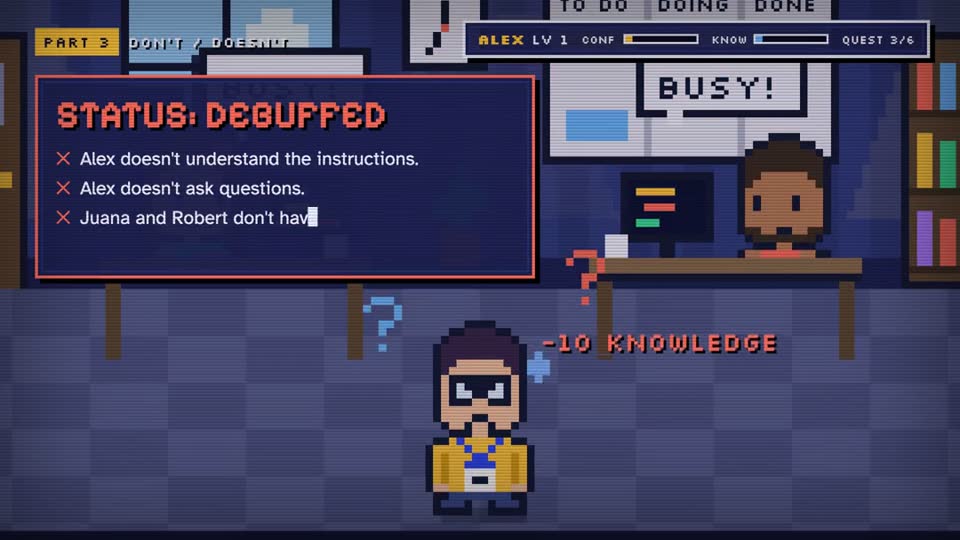 TO DO DOING DONE
PART 3 DON'T / DOESN'T
ALEX LV 1 CONF KNOW QUEST 3/6
BUSY!
STATUS: DEBUFFED
Alex doesn't understand the instructions.
Alex doesn't ask questions.
Juana and Robert don't hav
?
?
-10 KNOWLEDGE